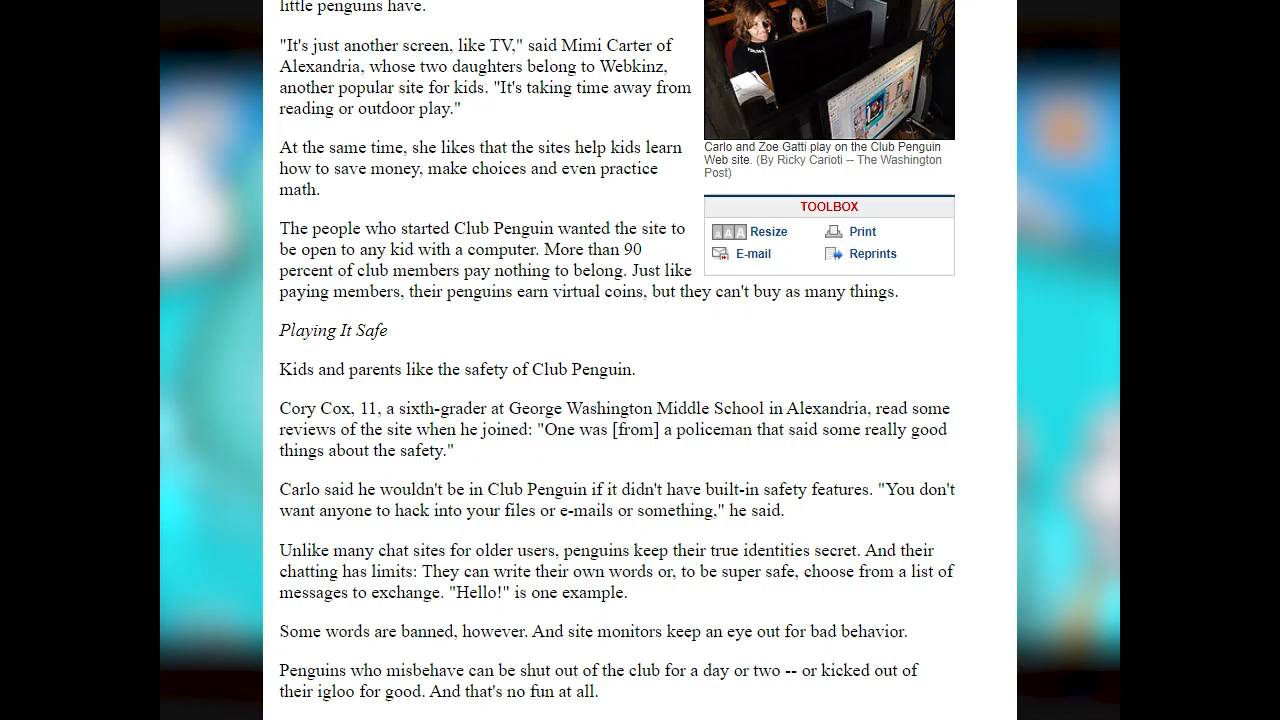 little penguins have.
"It's just another screen, like TV," said Mimi Carter of
Alexandria, whose two daughters belong to Webkinz,
another popular site for kids. "It's taking time away from
reading or outdoor play."
At the same time, she likes that the sites help kids learn
how to save money, make choices and even practice
math.
The people who started Club Penguin wanted the site to
be open to any kid with a computer. More than 90
percent of club members pay nothing to belong. Just like
paying members, their penguins earn virtual coins, but they can't buy as many things.
Carlo and Zoe Gatti play on the Club Penguin
Web site. (By Ricky Carioti -- The Washington
Post)
TOOLBOX
AAA Resize
Print
E-mail
Reprints
Playing It Safe
Kids and parents like the safety of Club Penguin.
Cory Cox, 11, a sixth-grader at George Washington Middle School in Alexandria, read some
reviews of the site when he joined: "One was [from] a policeman that said some really good
things about the safety."
Carlo said he wouldn't be in Club Penguin if it didn't have built-in safety features. "You don't
want anyone to hack into your files or e-mails or something," he said.
Unlike many chat sites for older users, penguins keep their true identities secret. And their
chatting has limits: They can write their own words or, to be super safe, choose from a list of
messages to exchange. "Hello!" is one example.
Some words are banned, however. And site monitors keep an eye out for bad behavior.
Penguins who misbehave can be shut out of the club for a day or two -- or kicked out of
their igloo for good. And that's no fun at all.